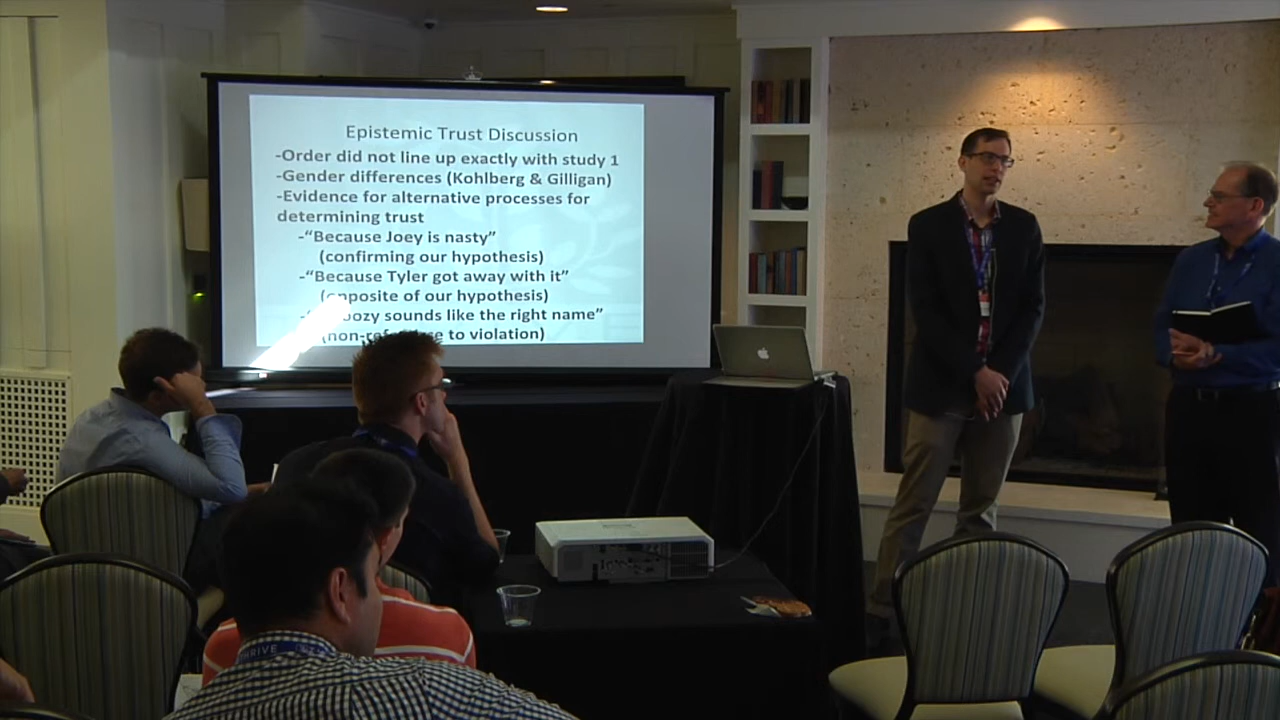 Epistemic Trust Discussion
-Order did not line up exactly with study 1
-Gender differences (Kohlberg & Gilligan)
-Evidence for alternative processes for
determining trust
-“Because Joey is nasty”
(confirming our hypothesis)
-“Because Tyler got away with it”
(opposite of our hypothesis)
sounds like the right name”
to violation)
THRIVE